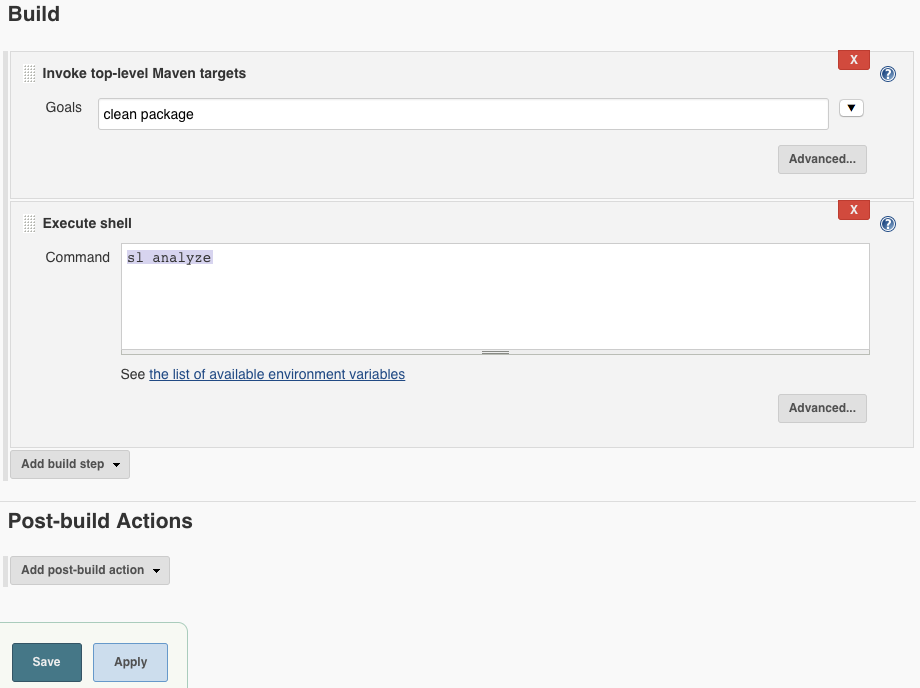 Build
X
Invoke top-level Maven targets
?
Goals
clean package
Advanced...
X
Execute shell
?
Command
sl analyze
See the list of available environment variables
Advanced...
Add build step
Post-build Actions
Add post-build action
Save
Apply